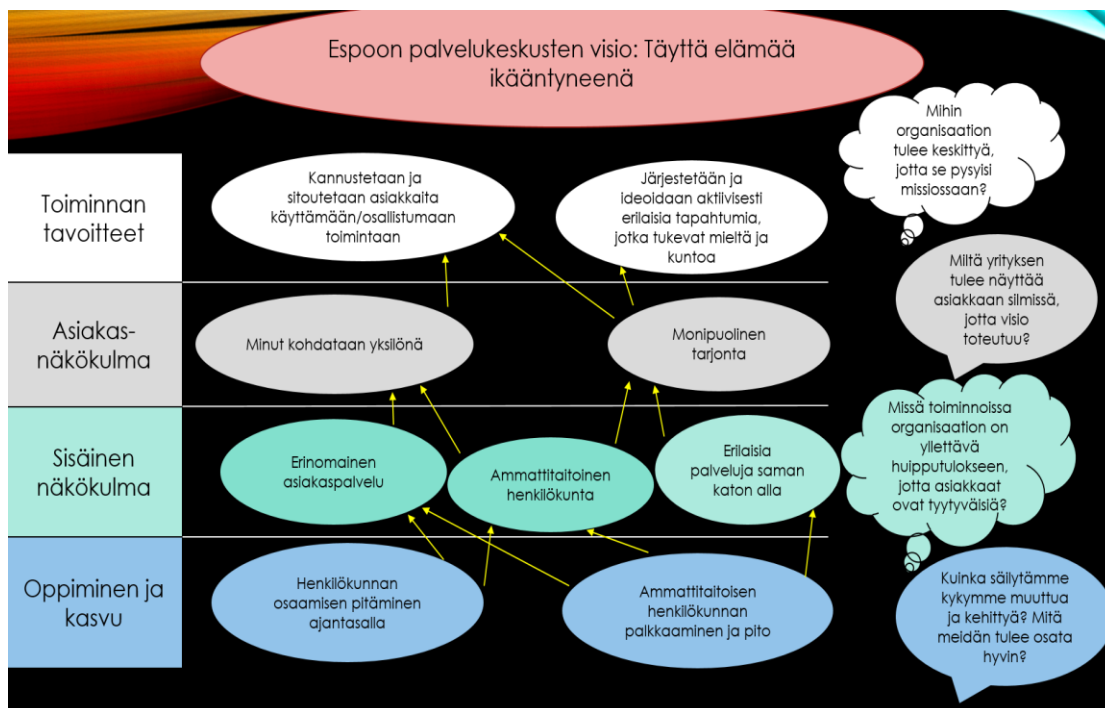 Espoon palvelukeskusten visio: Täyttä elämää
ikääntyneenä
Mihin
organisaation
tulee keskittyä,
jotta se pysyisi
missiossaan?
Toiminnan
tavoitteet
Kannustetaan ja
sitoutetaan asiakkaita
käyttämään/osallistumaan
toimintaan
Järjestetään ja
ideoidaan aktiivisesti
erilaisia tapahtumia,
jotka tukevat mieltä ja
kuntoa
Miltä yrityksen
tulee näyttää
asiakkaan silmissä,
jotta visio
toteutuu?
Asiakas-
näkökulma
Minut kohdataan yksilönä
Monipuolinen
tarjonta
Missä toiminnoissa
organisaation on
yllettävä
huipputulokseen,
jotta asiakkaat
ovat tyytyväisiä?
Sisäinen
näkökulma
Erinomainen
asiakaspalvelu
Ammattitaitoinen
henkilökunta
Erilaisia
palveluja saman
katon alla
Oppiminen ja
kasvu
Henkilökunnan
osaamisen pitäminen
ajantasalla
Ammattitaitoisen
henkilökunnan
palkkaaminen ja pito
Kuinka säilytämme
kykymme muuttua
ja kehittyä? Mitä
meidän tulee osata
hyvin?